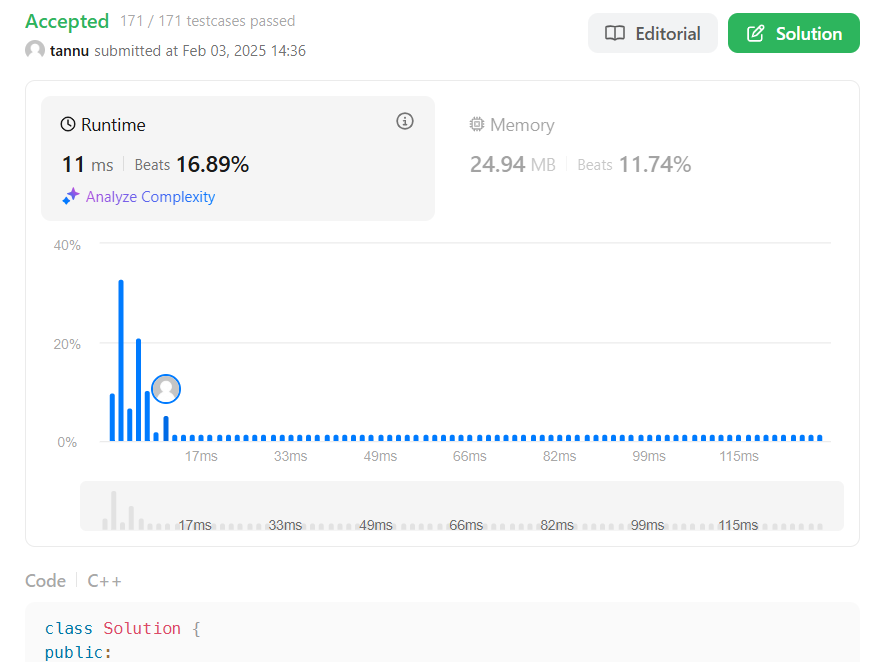 Accepted 171 / 171 testcases passed
tannu submitted at Feb 03, 2025 14:36
Editorial
Solution
Runtime
11 ms Beats 16.89%
Analyze Complexity
Memory
24.94 MB Beats 11.74%
40%
20%
0%
17ms 33ms 49ms 66ms 82ms 99ms 115ms
17ms 33ms 49ms 66ms 82ms 99ms 115ms
Code C++
class Solution {
public: